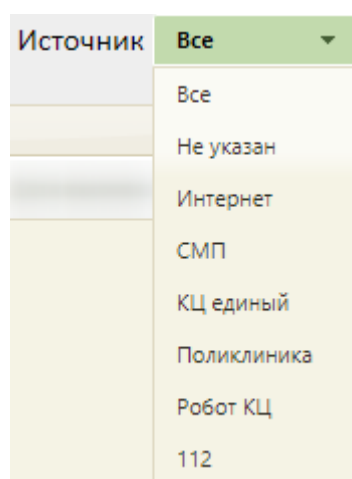 Источник Все
Все
Не указан
Интернет
СМП
КЦ единый
Поликлиника
Робот КЦ
112